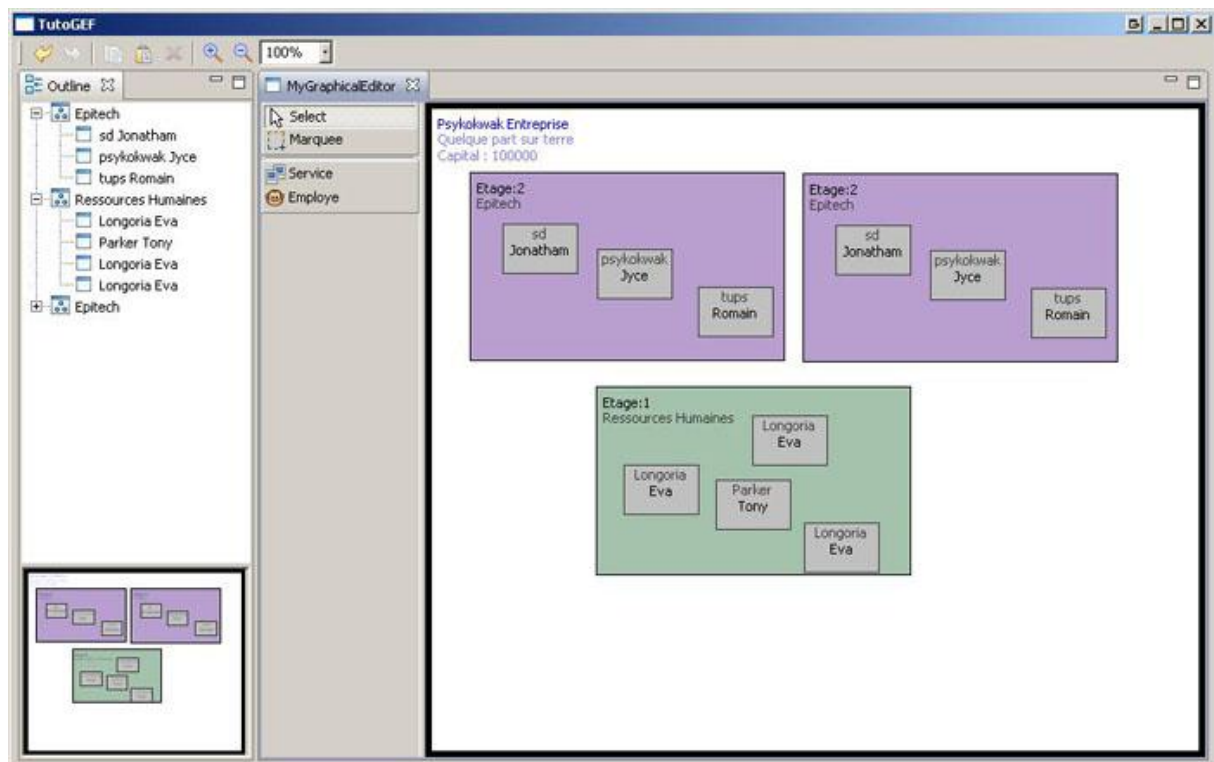 TutoGEF
100%
Outline
Epitech
sd Jonatham
psykokwak Jyce
tups Romain
Ressources Humaines
Longoria Eva
Parker Tony
Longoria Eva
Longoria Eva
Epitech
MyGraphicalEditor
Select
Marquee
Service
Employe
Psykokwak Entreprise
Quelque part sur terre
Capital : 100000
Etage:2
Epitech
sd
Jonatham
psykokwak
Jyce
tups
Romain
Etage:2
Epitech
sd
Jonatham
psykokwak
Jyce
tups
Romain
Etage:1
Ressources Humaines
Longoria
Eva
Longoria
Eva
Parker
Tony
Longoria
Eva